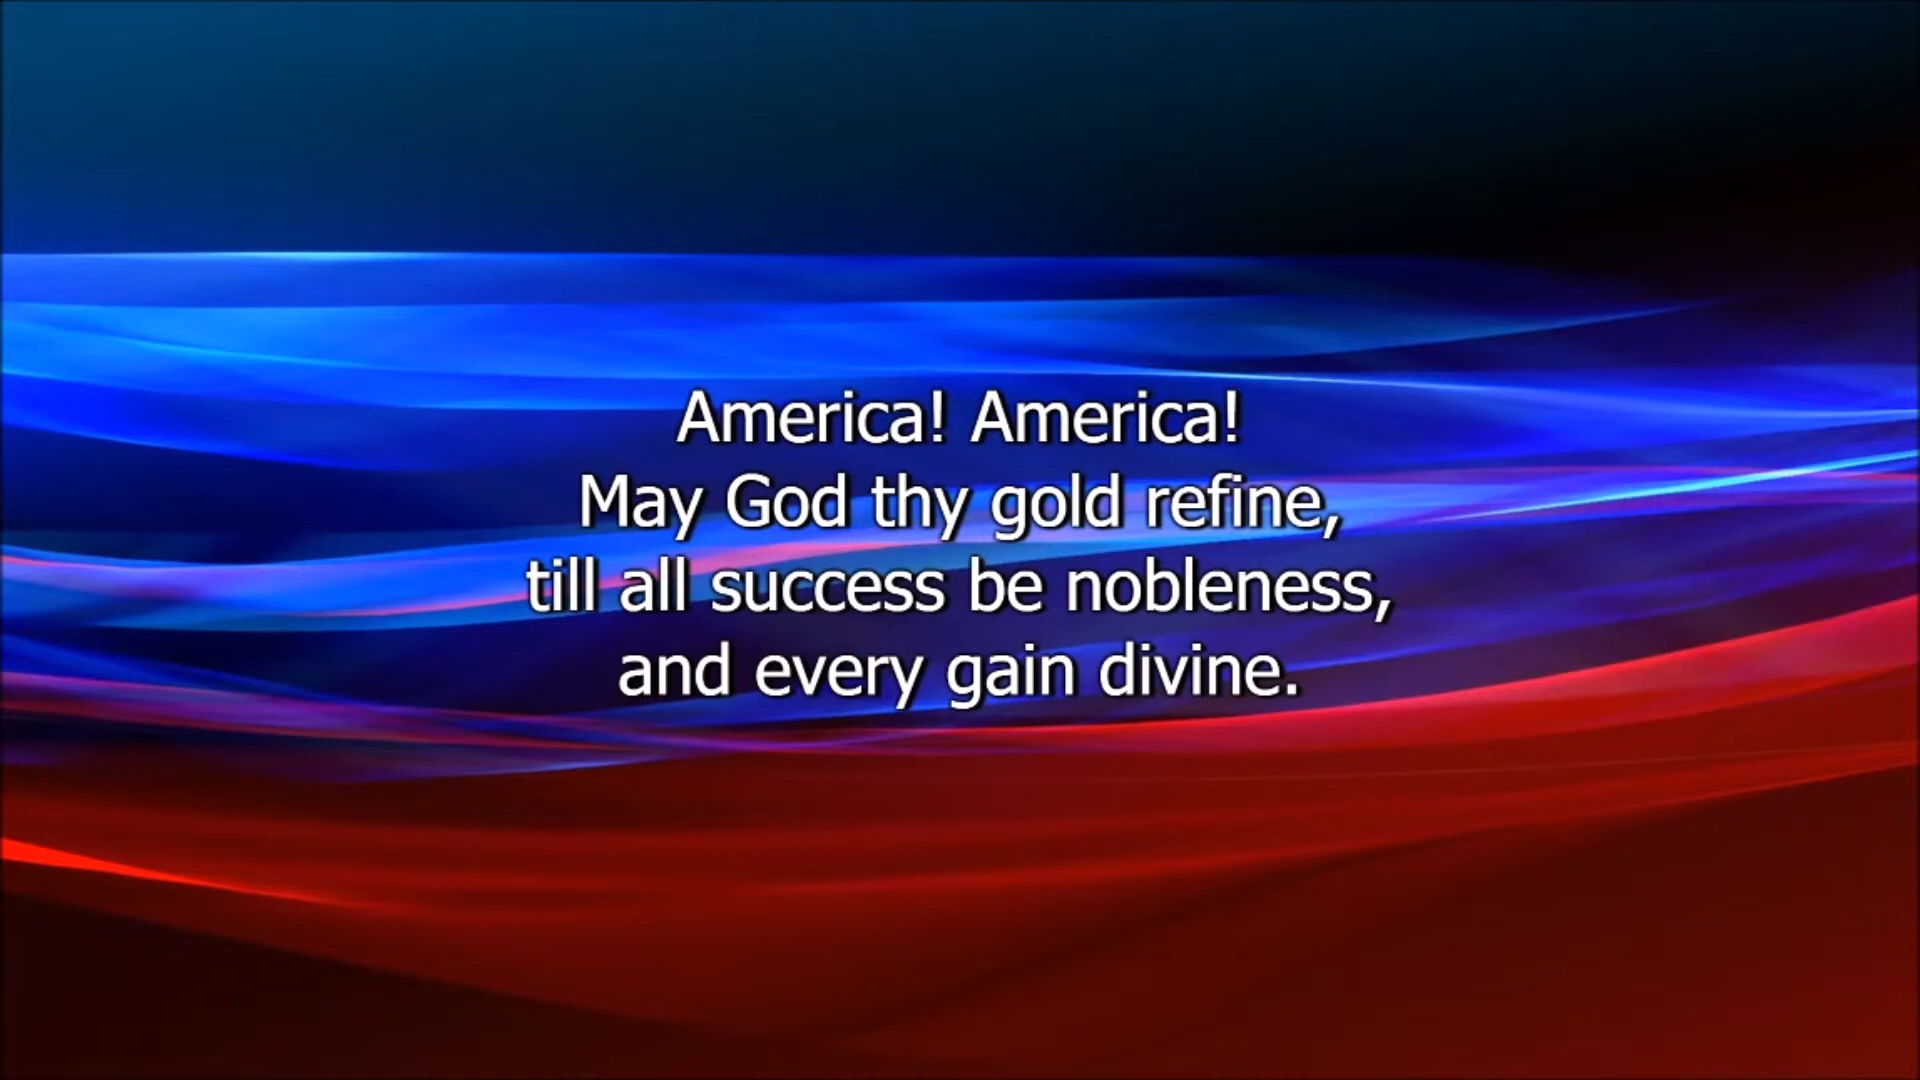 America! America!
May God thy gold refine,
till all success be nobleness,
and every gain divine.